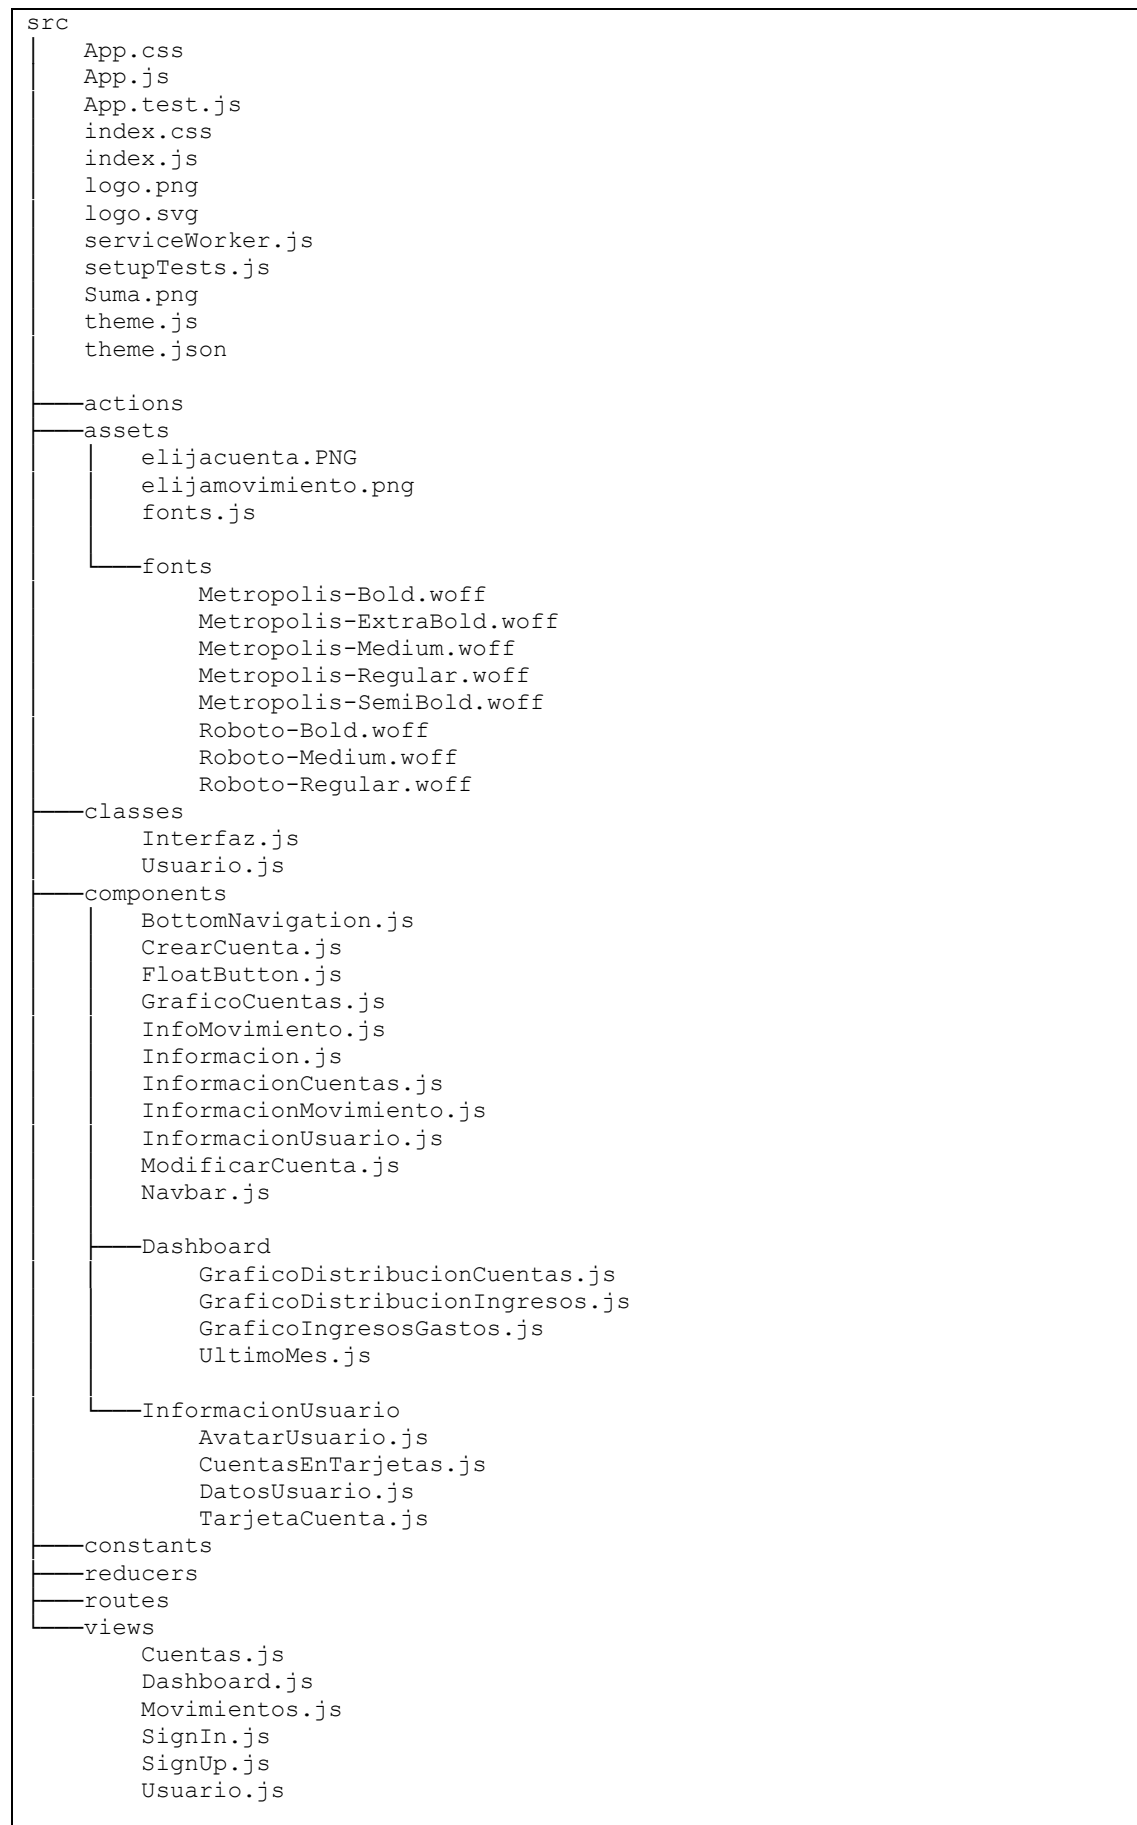 src
App.css
App.js
App.test.js
index.css
index.js
logo.png
logo.svg
serviceWorker.js
setupTests.js
Suma.png
theme.js
theme.json
actions
assets
elijacuenta.PNG
elijamovimiento.png
fonts.js
fonts
Metropolis-Bold.woff
Metropolis-ExtraBold.woff
Metropolis-Medium.woff
Metropolis-Regular.woff
Metropolis-SemiBold.woff
Roboto-Bold.woff
Roboto-Medium.woff
Roboto-Regular.woff
classes
Interfaz.js
Usuario.js
components
BottomNavigation.js
CrearCuenta.js
FloatButton.js
GraficoCuentas.js
InfoMovimiento.js
Informacion.js
InformacionCuentas.js
InformacionMovimiento.js
InformacionUsuario.js
ModificarCuenta.js
Navbar.js
Dashboard
GraficoDistribucionCuentas.js
GraficoDistribucionIngresos.js
GraficoIngresosGastos.js
UltimoMes.js
InformacionUsuario
AvatarUsuario.js
CuentasEnTarjetas.js
DatosUsuario.js
TarjetaCuenta.js
constants
reducers
routes
views
Cuentas.js
Dashboard.js
Movimientos.js
SignIn.js
SignUp.js
Usuario.js